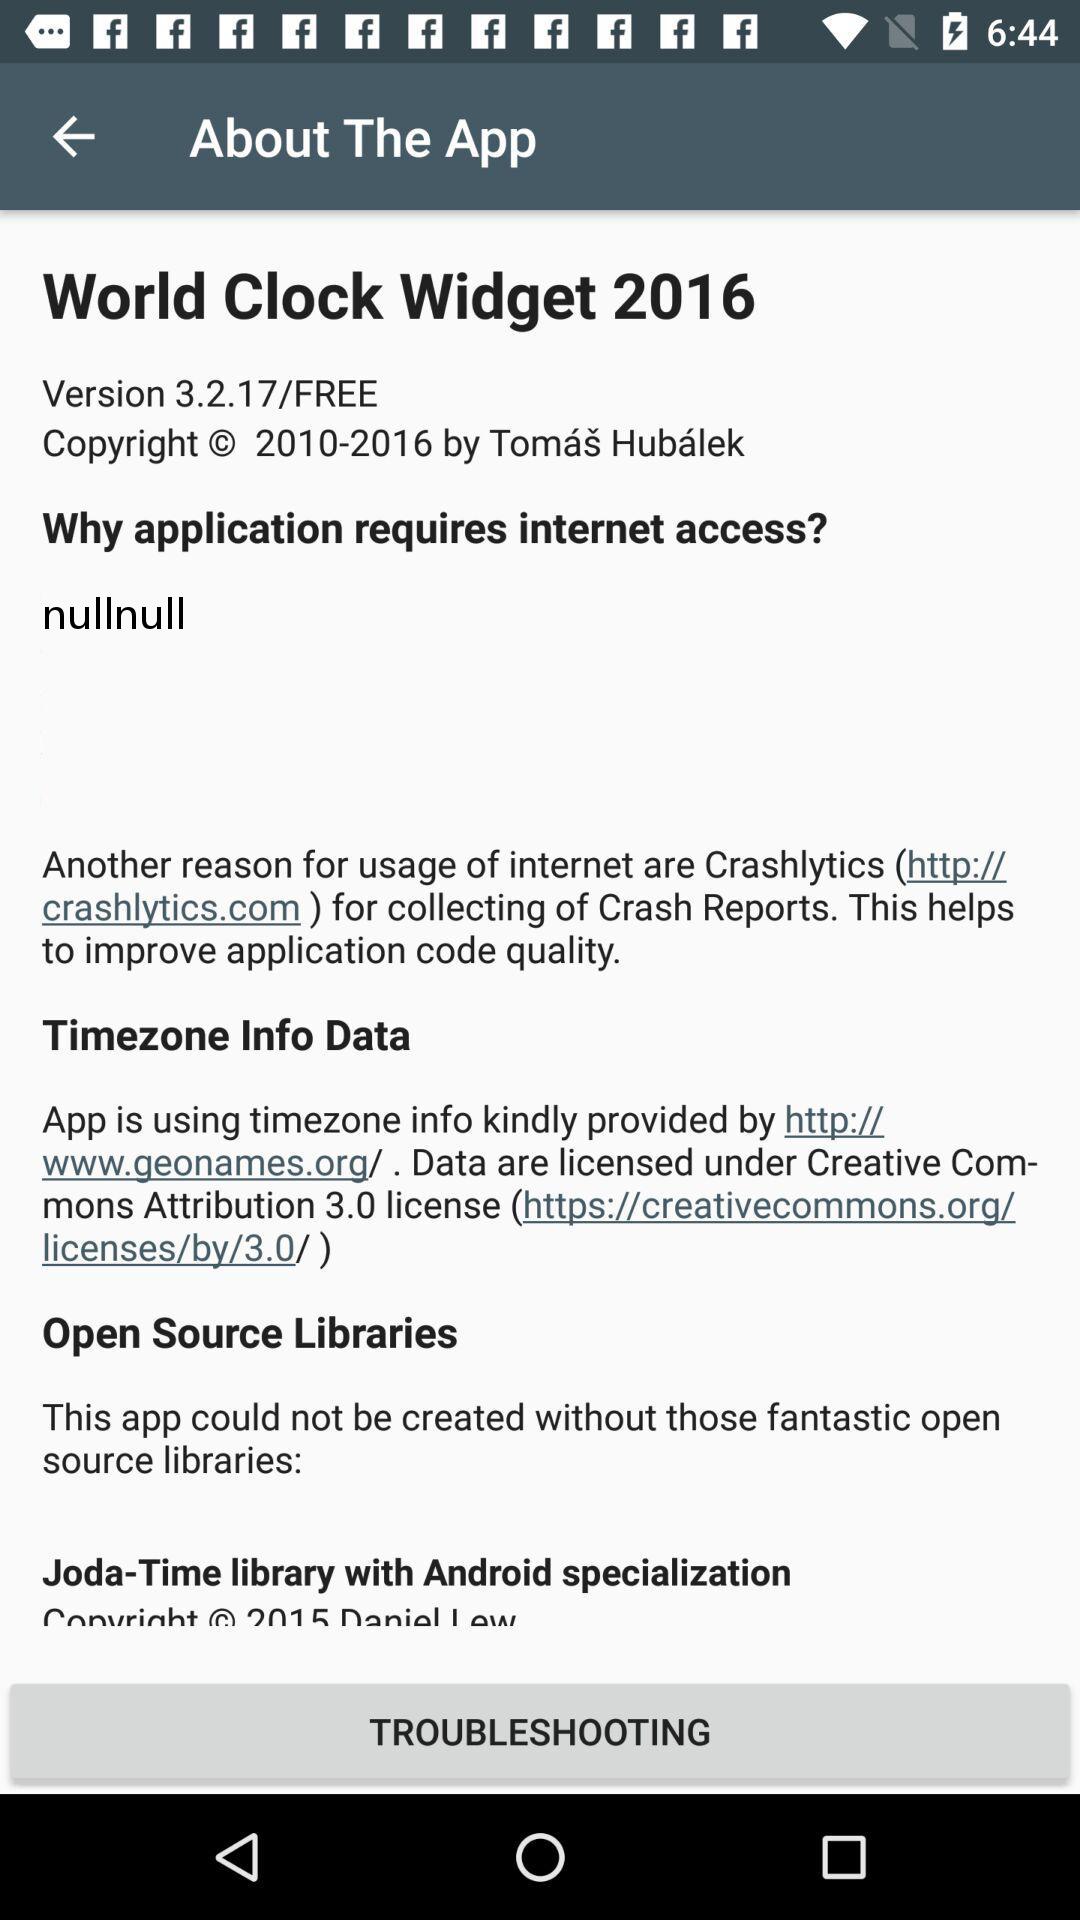 6:44
About The App
World Clock Widget 2016
Version 3.2.17/FREE
Copyright © 2010-2016 by Tomáš Hubálek
Why application requires internet access?
nullnull
Another reason for usage of internet are Crashlytics (http://
crashlytics.com ) for collecting of Crash Reports. This helps
to improve application code quality.
Timezone Info Data
App is using timezone info kindly provided by http://
www.geonames.org/ . Data are licensed under Creative Com-
mons Attribution 3.0 license (https://creativecommons.org/
licenses/by/3.0/ )
Open Source Libraries
This app could not be created without those fantastic open
source libraries:
Joda-Time library with Android specialization
Copyright © 2015 Daniel Lew
TROUBLESHOOTING